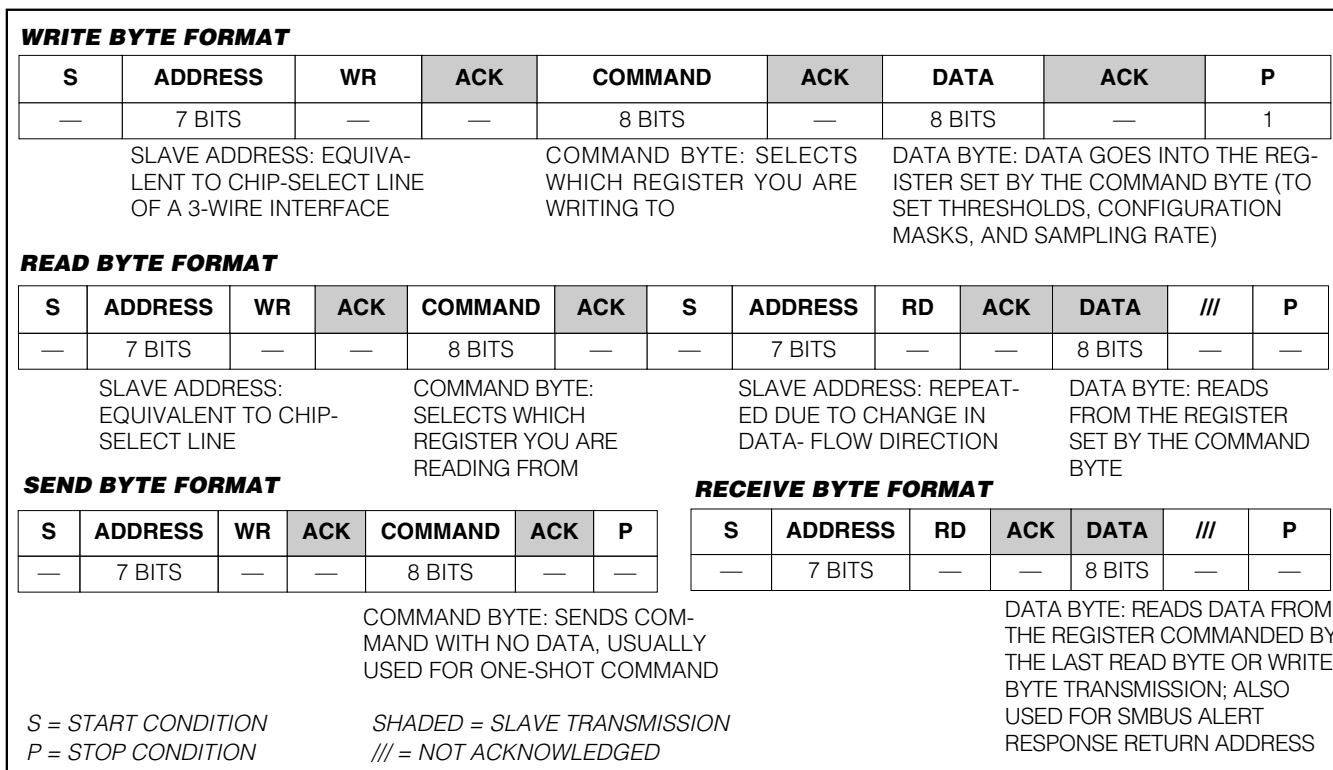 WRITE BYTE FORMAT
S ADDRESS WR ACK COMMAND ACK DATA ACK P
— 7 BITS — — 8 BITS — 8 BITS — 1
SLAVE ADDRESS: EQUIVA-
LENT TO CHIP-SELECT LINE
OF A 3-WIRE INTERFACE
COMMAND BYTE: SELECTS
WHICH REGISTER YOU ARE
WRITING TO
DATA BYTE: DATA GOES INTO THE REG-
ISTER SET BY THE COMMAND BYTE (TO
SET THRESHOLDS, CONFIGURATION
MASKS, AND SAMPLING RATE)
READ BYTE FORMAT
S ADDRESS WR ACK COMMAND ACK S ADDRESS RD ACK DATA /// P
— 7 BITS — — 8 BITS — — 7 BITS — — 8 BITS — —
SLAVE ADDRESS:
EQUIVALENT TO CHIP-
SELECT LINE
COMMAND BYTE:
SELECTS WHICH
REGISTER YOU ARE
READING FROM
SLAVE ADDRESS: REPEAT-
ED DUE TO CHANGE IN
DATA- FLOW DIRECTION
DATA BYTE: READS
FROM THE REGISTER
SET BY THE COMMAND
BYTE
SEND BYTE FORMAT
S ADDRESS WR ACK COMMAND ACK P
— 7 BITS — — 8 BITS — —
COMMAND BYTE: SENDS COM-
MAND WITH NO DATA, USUALLY
USED FOR ONE-SHOT COMMAND
RECEIVE BYTE FORMAT
S ADDRESS RD ACK DATA /// P
— 7 BITS — — 8 BITS — —
DATA BYTE: READS DATA FROM
THE REGISTER COMMANDED BY
THE LAST READ BYTE OR WRITE
BYTE TRANSMISSION; ALSO
USED FOR SMBUS ALERT
RESPONSE RETURN ADDRESS
S = START CONDITION SHADED = SLAVE TRANSMISSION
P = STOP CONDITION /// = NOT ACKNOWLEDGED